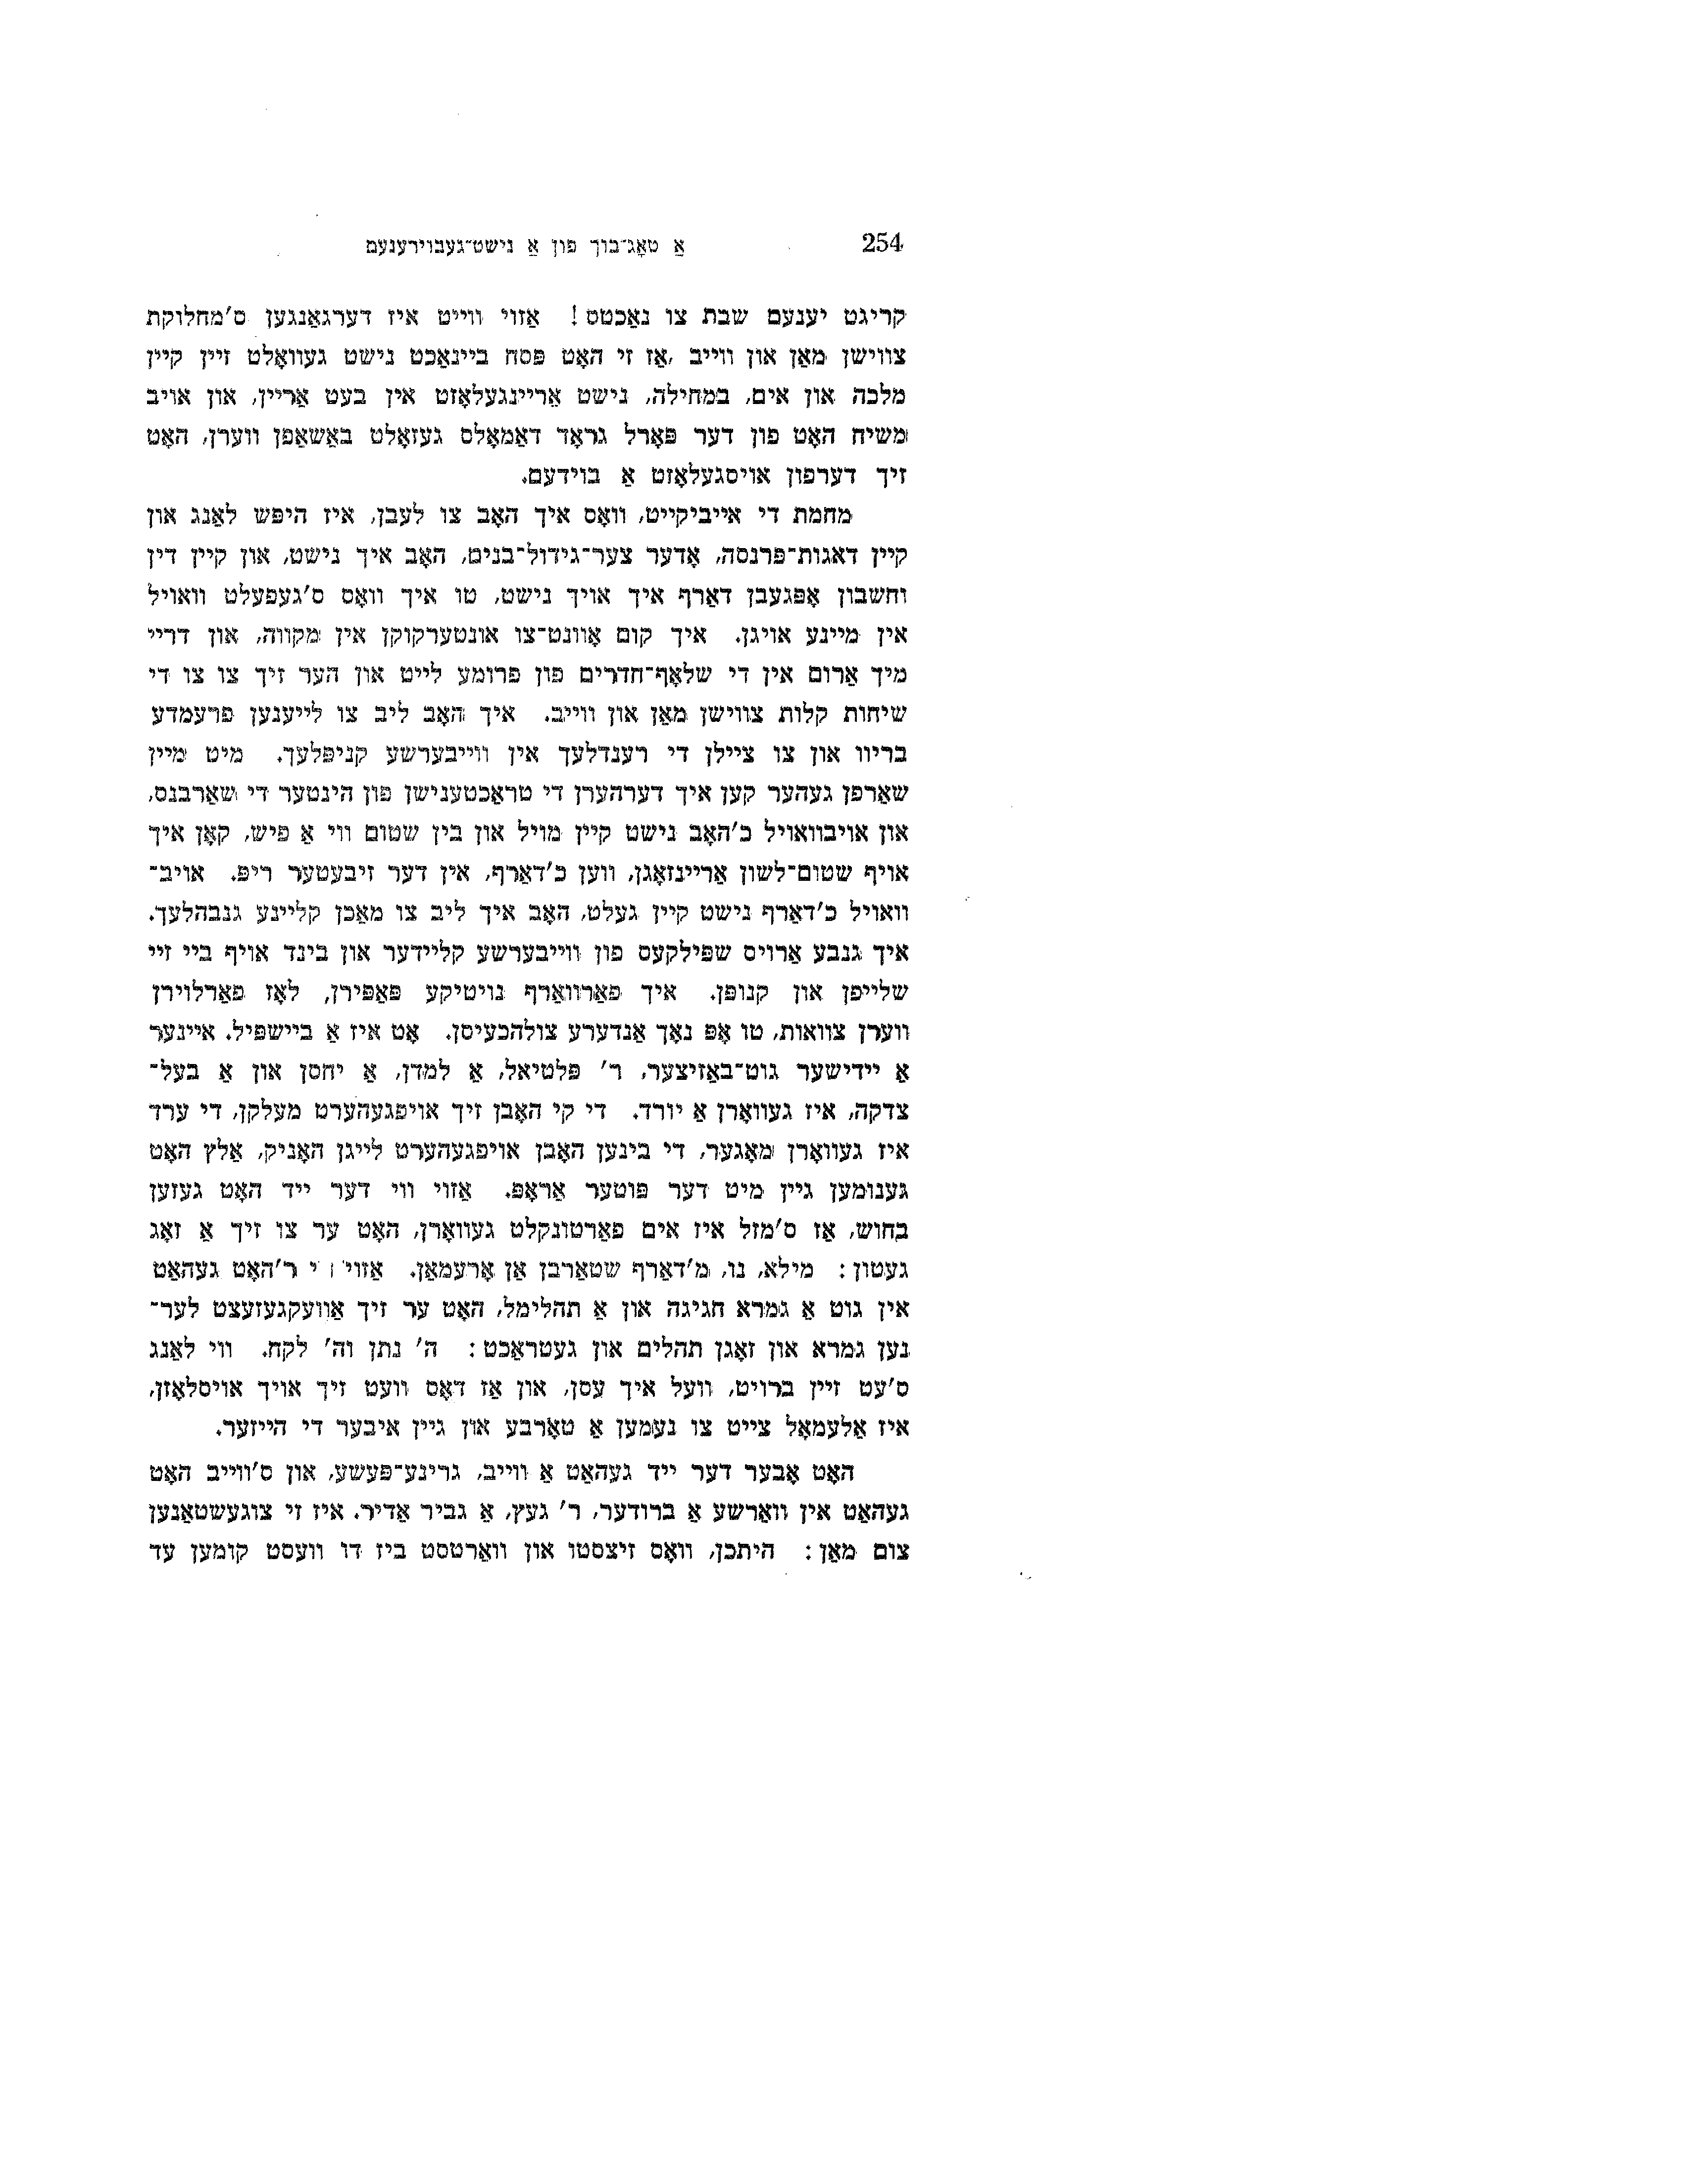 254 אַ טאָג־בוך פון אַ נישט־געבוירענעם
קריגט יענעם שבת צו נאַכטס! אַזוי ווייט איז דערגאַנגען ס'מחלוקת
צווישן מאַן און ווייב ,אַז זי האָט פּסח ביינאַכט נישט געוואָלט זיין קיין
מלכה און אים, במחילה, נישט אַריינגעלאָזט אין בעט אַריין, און אויב
משיח האָט פון דער פּאָרל גראָד דאַמאָלס געזאָלט באַשאַפן ווערן, האָט
זיך דערפון אויסגעלאָזט אַ בוידעם.
מחמת די אייביקייט, וואָס איך האָב צו לעבן, איז היפּש לאַנג און
קיין דאגות־פּרנסה, אָדער צער־גידול־בנים, האָב איך נישט, און קיין דין
וחשבון אָפּגעבן דאַרף איך אויך נישט, טו איך וואָס ס'געפעלט וואויל
אין מיינע אויגן. איך קום אָוונט־צו אונטערקוקן אין מקווה, און דריי
מיך אַרום אין די שלאָף־חדרים פון פרומע לייט און הער זיך צו צו די
שיחות קלות צווישן מאַן און ווייב. איך האָב ליב צו לייענען פרעמדע
בריוו און צו ציילן די רענדלעך אין ווייבערשע קניפּלעך. מיט מיין
שאַרפן געהער קען איך דערהערן די טראַכטענישן פון הינטער די שאַרבנס,
און אויבוואויל כ'האָב נישט קיין מויל און בין שטום ווי אַ פיש, קאָן איך
אויף שטום־לשון אַריינזאָגן, ווען כ'דאַרף, אין דער זיבעטער ריפּ. אויב־
וואויל כ'דאַרף נישט קיין געלט, האָב איך ליב צו מאַכן קליינע גנבהלעך.
איך גנבע אַרויס שפּילקעס פון ווייבערשע קליידער און בינד אויף ביי זיי
שלייפן און קנופּן. איך פאַרוואַרף נויטיקע פּאַפּירן, לאָז פאַרלוירן
ווערן צוואות, טו אָפּ נאָך אַנדערע צולהכעיסן. אָט איז אַ ביישפּיל. איינער
אַ יידישער גוט־באַזיצער, ר' פּלטיאל, אַ למדן, אַ יחסן און אַ בעל־
צדקה, איז געוואָרן אַ יורד. די קי האָבן זיך אויפגעהערט מעלקן, די ערד
איז געוואָרן מאָגער, די בינען האָבן אויפגעהערט לייגן האָניק, אַלץ האָט
גענומען גיין מיט דער פּוטער אַראָפּ. אַזוי ווי דער ייד האָט געזען
בחוש, אַז ס'מזל איז אים פאַרטונקלט געוואָרן, האָט ער צו זיך אַ זאָג
געטון: מילא, נו, מ'דאַרף שטאַרבן אַן אָרעמאַן. אַזוי ר'האָט געהאַט
אין גוט אַ גמרא חגיגה און אַ תהלימל, האָט ער זיך אַוועקגעזעצט לער־
נען גמרא און זאָגן תהלים און געטראַכט: ה' נתן וה' לקח. ווי לאַנג
ס'עט זיין ברויט, וועל איך עסן, און אַז דאָס וועט זיך אויך אויסלאָזן,
איז אַלעמאָל צייט צו נעמען אַ טאָרבע און גיין איבער די הייזער.
האָט אָבער דער ייד געהאַט אַ ווייב, גרינע־פּעשע, און ס'ווייב האָט
געהאַט אין וואַרשע אַ ברודער, ר' געץ, אַ גביר אַדיר. איז זי צוגעשטאַנען
צום מאַן: היתכן, וואָס זיצסטו און וואַרטסט ביז דו וועסט קומען עד